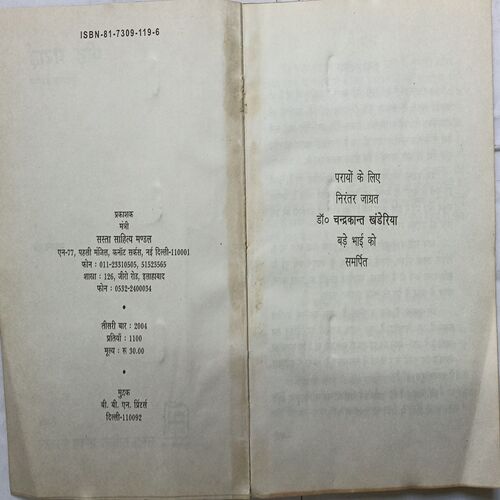 ISBN-81-7309-119-6
प्रकाशक
मंत्री
सस्ता साहित्य मण्डल
एन-77, पहली मंजिल, कनॉट सर्कस, नई दिल्ली-110001
फोन : 011-23310505, 51523565
शाखा : 126, जीरो रोड, इलाहाबाद
फोन : 0532-2400034
•
तीसरी बार : 2004
प्रतियाँ : 1100
मूल्य : रु 30.00
•
मुद्रक
बी. बी. एन. प्रिंटर्स
दिल्ली-110092
परायों के लिए
निरंतर जाग्रत
डॉ० चन्द्रकान्त खंडेरिया
बड़े भाई को
समर्पित